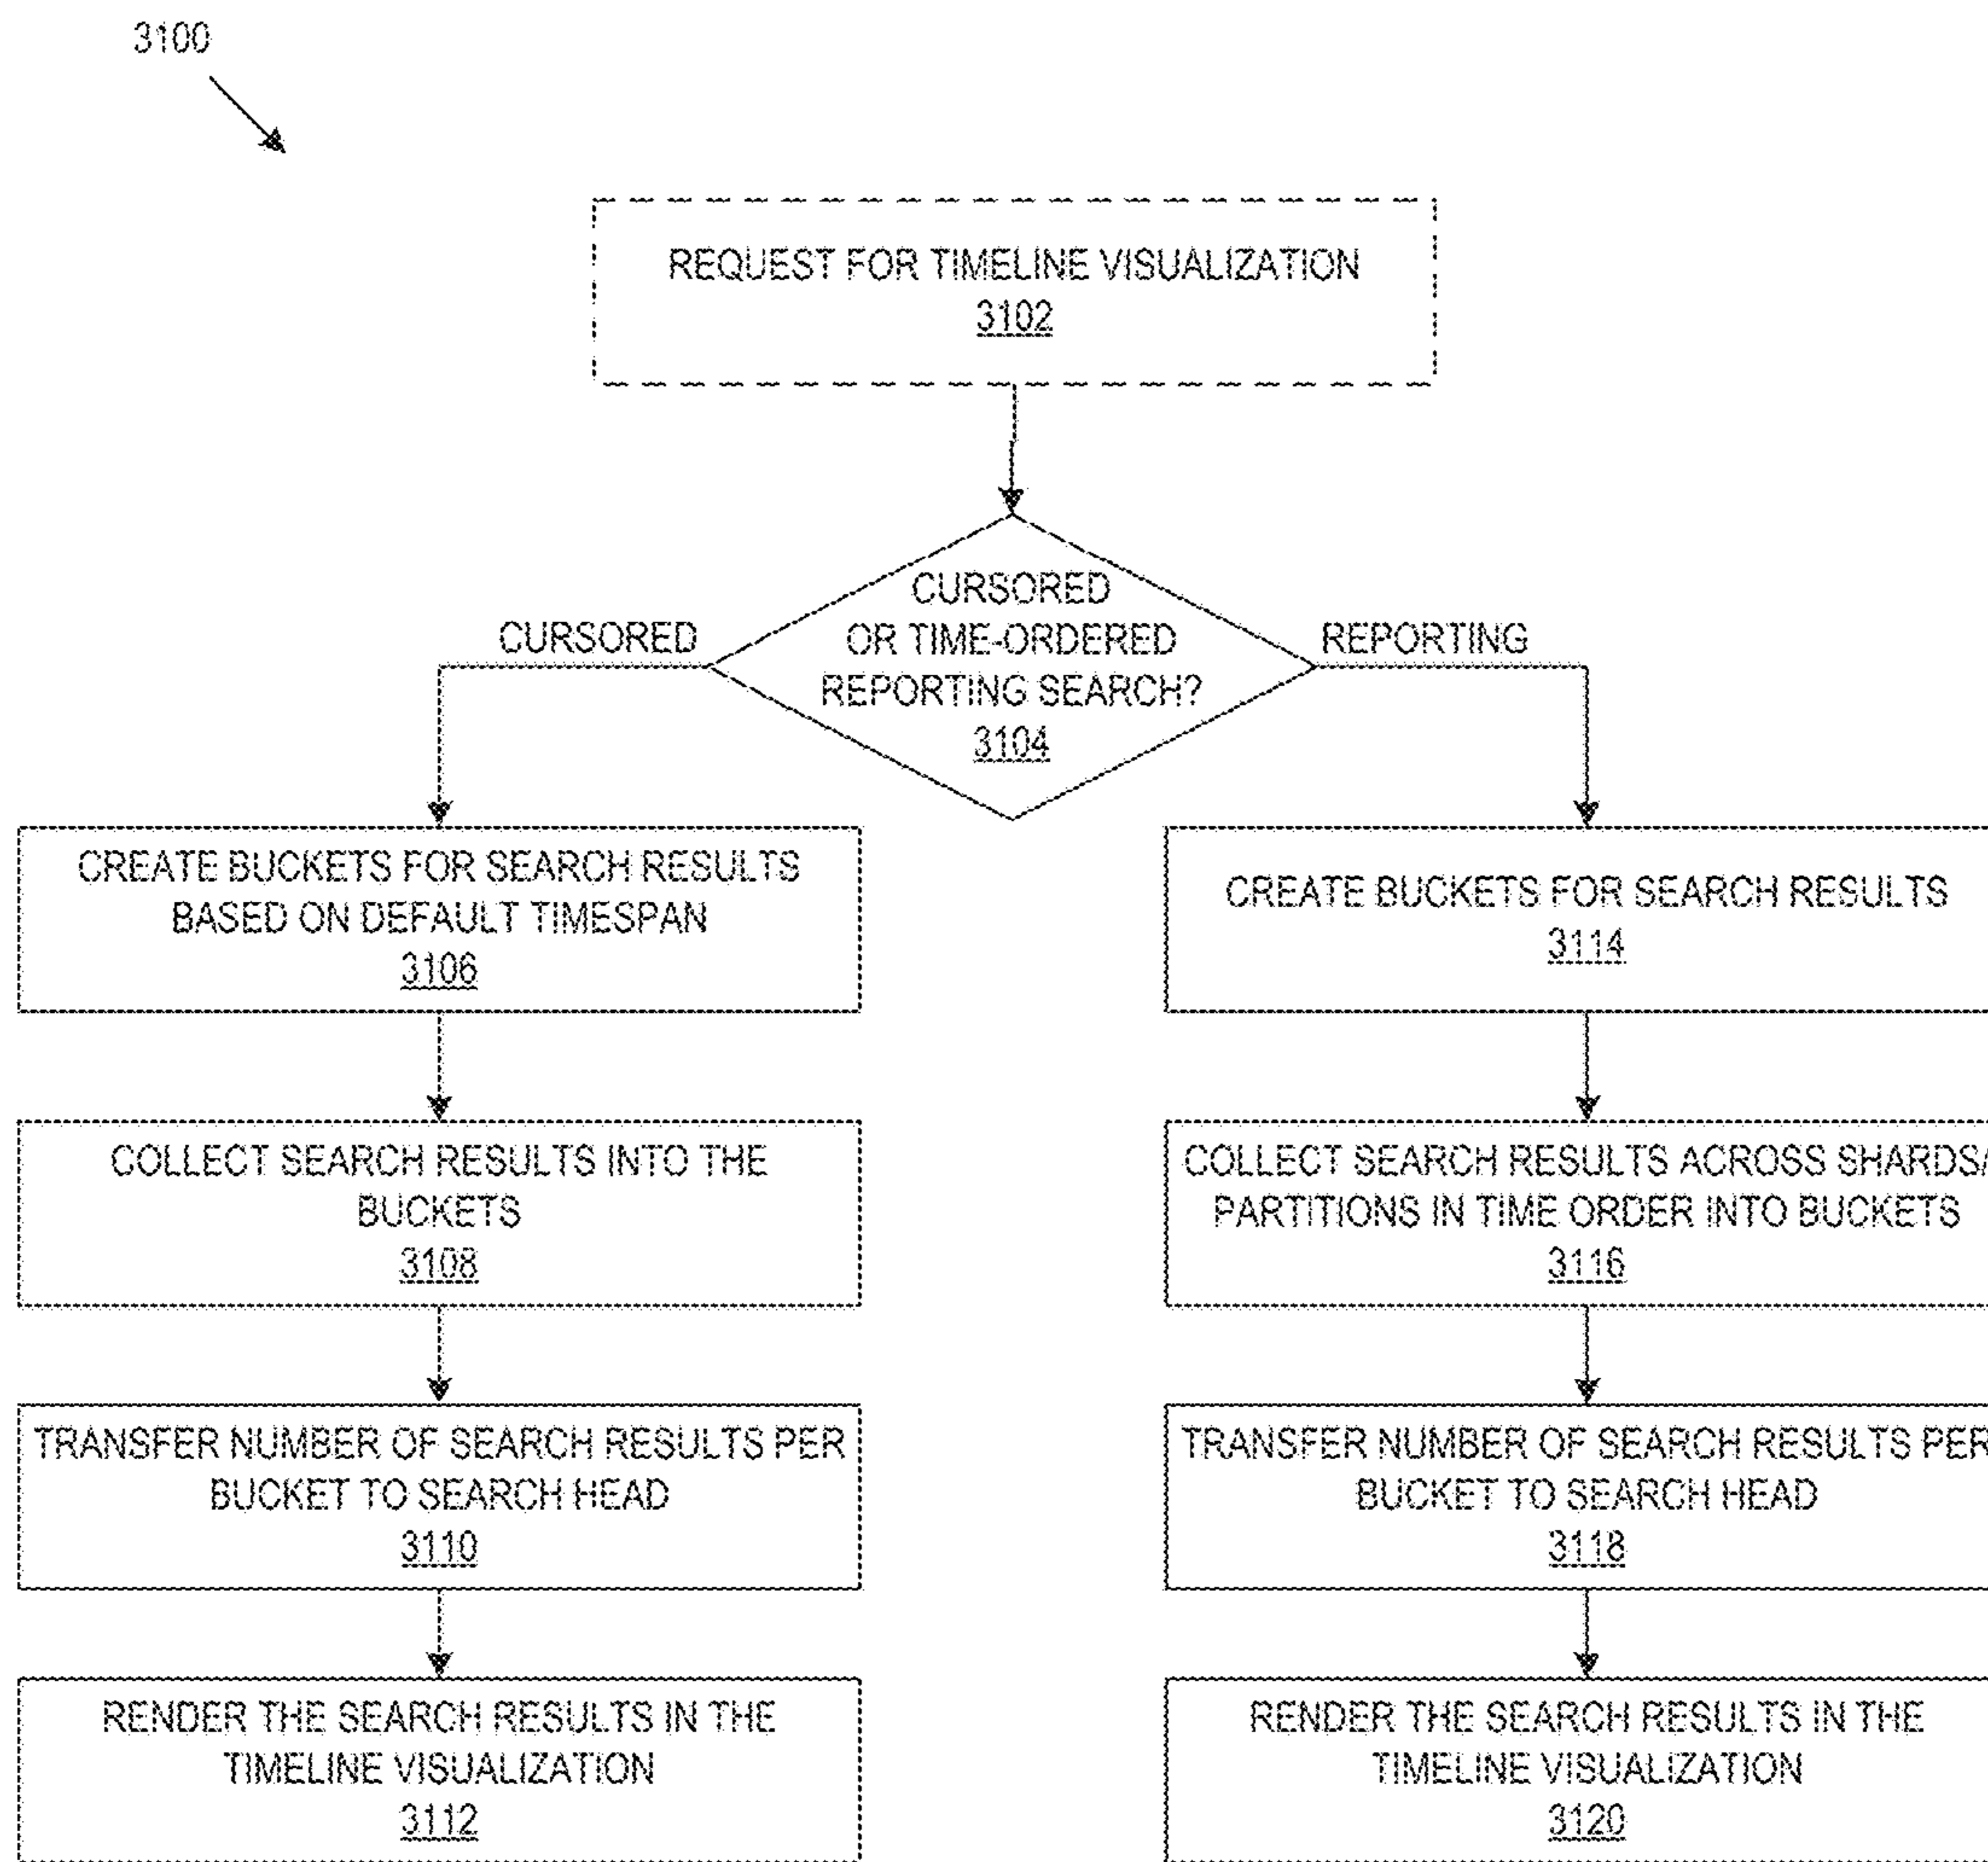 3100
REQUEST FOR TIMELINE VISUALIZATION
3102
CURSORED
OR TIME-ORDERED
REPORTING SEARCH?
3104
CURSORED
REPORTING
CREATE BUCKETS FOR SEARCH RESULTS
BASED ON DEFAULT TIMESPAN
3106
COLLECT SEARCH RESULTS INTO THE
BUCKETS
3108
TRANSFER NUMBER OF SEARCH RESULTS PER
BUCKET TO SEARCH HEAD
3110
RENDER THE SEARCH RESULTS IN THE
TIMELINE VISUALIZATION
3112
CREATE BUCKETS FOR SEARCH RESULTS
3114
COLLECT SEARCH RESULTS ACROSS SHARDS/
PARTITIONS IN TIME ORDER INTO BUCKETS
3116
TRANSFER NUMBER OF SEARCH RESULTS PER
BUCKET TO SEARCH HEAD
3118
RENDER THE SEARCH RESULTS IN THE
TIMELINE VISUALIZATION
3120